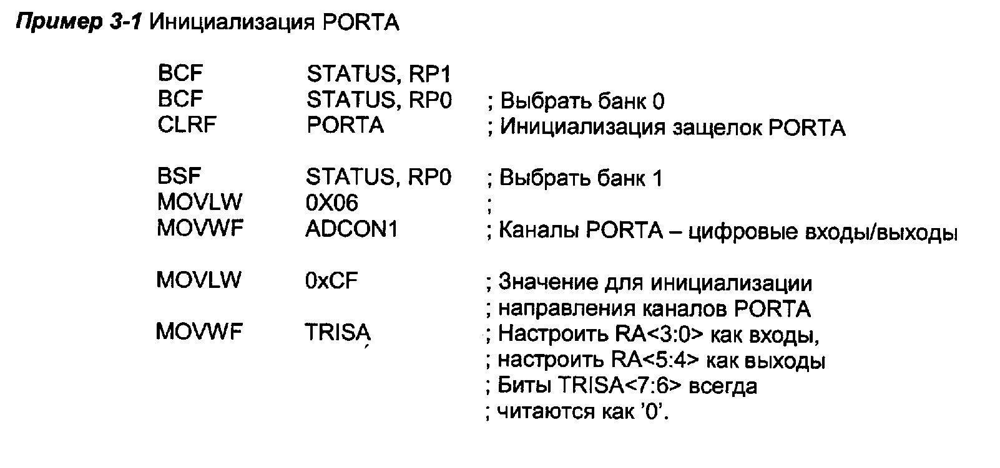 Пример 3-1 Инициализация PORTA
BCF STATUS, RP1
BCF STATUS, RP0 ; Выбрать банк 0
CLRF PORTA ; Инициализация защелок PORTA
BSF STATUS, RP0 ; Выбрать банк 1
MOVLW 0X06 ;
MOVWF ADCON1 ; Каналы PORTA – цифровые входы/выходы
MOVLW 0xCF ; Значение для инициализации
; направления каналов PORTA
MOVWF TRISA ; Настроить RA<3:0> как входы,
; настроить RA<5:4> как выходы
; Биты TRISA<7:6> всегда
; читаются как '0'.